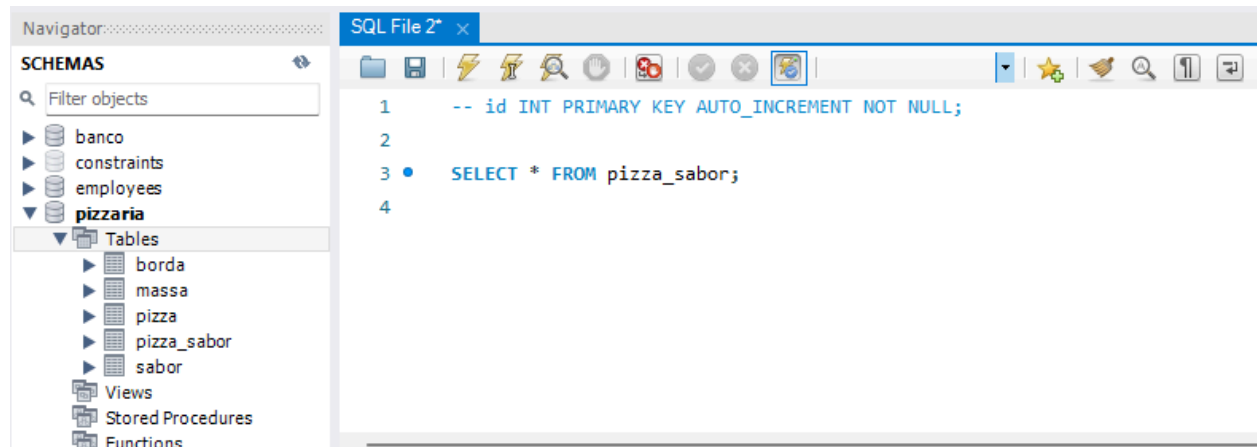 Navigator
SCHEMAS
Filter objects
banco
constraints
employees
pizzaria
Tables
borda
massa
pizza
pizza_sabor
sabor
Views
Stored Procedures
Functions
SQL File 2*
1 -- id INT PRIMARY KEY AUTO_INCREMENT NOT NULL;
2
3 SELECT * FROM pizza_sabor;
4